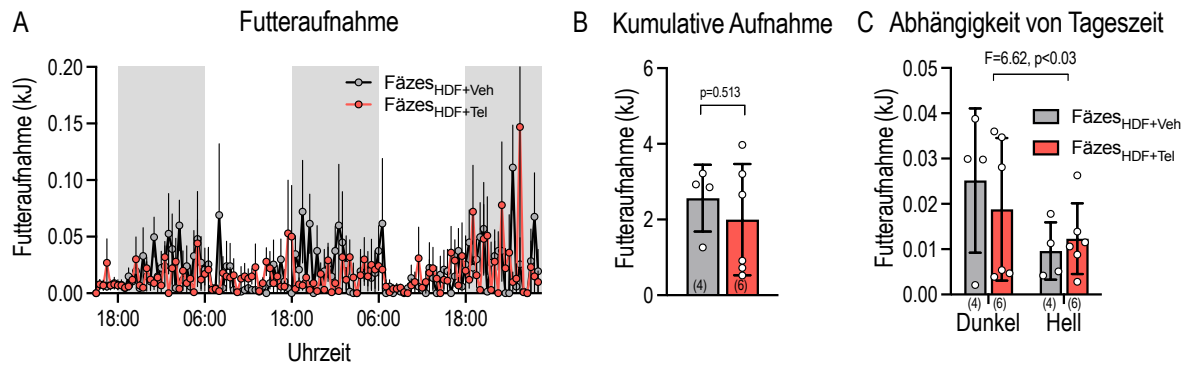 A
Futteraufnahme
Futteraufnahme (kJ)
0.20
0.15
0.10
0.05
0.00
Fäzes HDF+Veh
Fäzes HDF+Tel
18:00
06:00
18:00
06:00
18:00
Uhrzeit
B Kumulative Aufnahme
Futteraufnahme (kJ)
6
4
2
0
p=0.513
(4)
(6)
C Abhängigkeit von Tageszeit
F=6.62, p<0.03
Futteraufnahme (kJ)
0.05
0.04
0.03
0.02
0.01
0.00
Fäzes HDF+Veh
Fäzes HDF+Tel
(4) (6) (4) (6)
Dunkel Hell